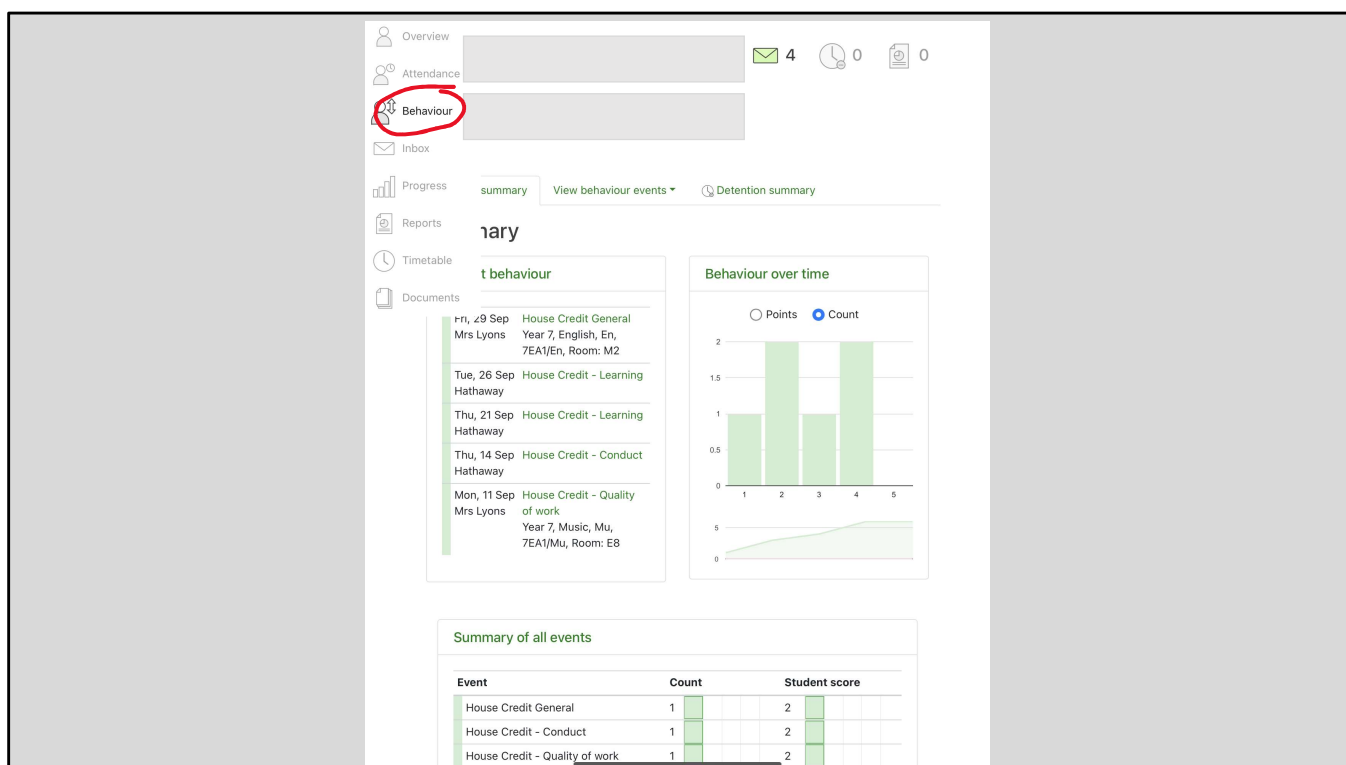 Overview
Attendance
Behaviour
Inbox
Progress
Reports
Timetable
Documents
4 0 0
summary View behaviour events Detention summary
nary
t behaviour
Fri, 29 Sep House Credit General
Mrs Lyons Year 7, English, En,
7EA1/En, Room: M2
Tue, 26 Sep House Credit - Learning
Hathaway
Thu, 21 Sep House Credit - Learning
Hathaway
Thu, 14 Sep House Credit - Conduct
Hathaway
Mon, 11 Sep House Credit - Quality
Mrs Lyons of work
Year 7, Music, Mu,
7EA1/Mu, Room: E8
Behaviour over time
Points Count
2
1.5
1
0.5
0
1 2 3 4 5
5
0
Summary of all events
Event Count Student score
House Credit General 1 2
House Credit - Conduct 1 2
House Credit - Quality of work 1 2